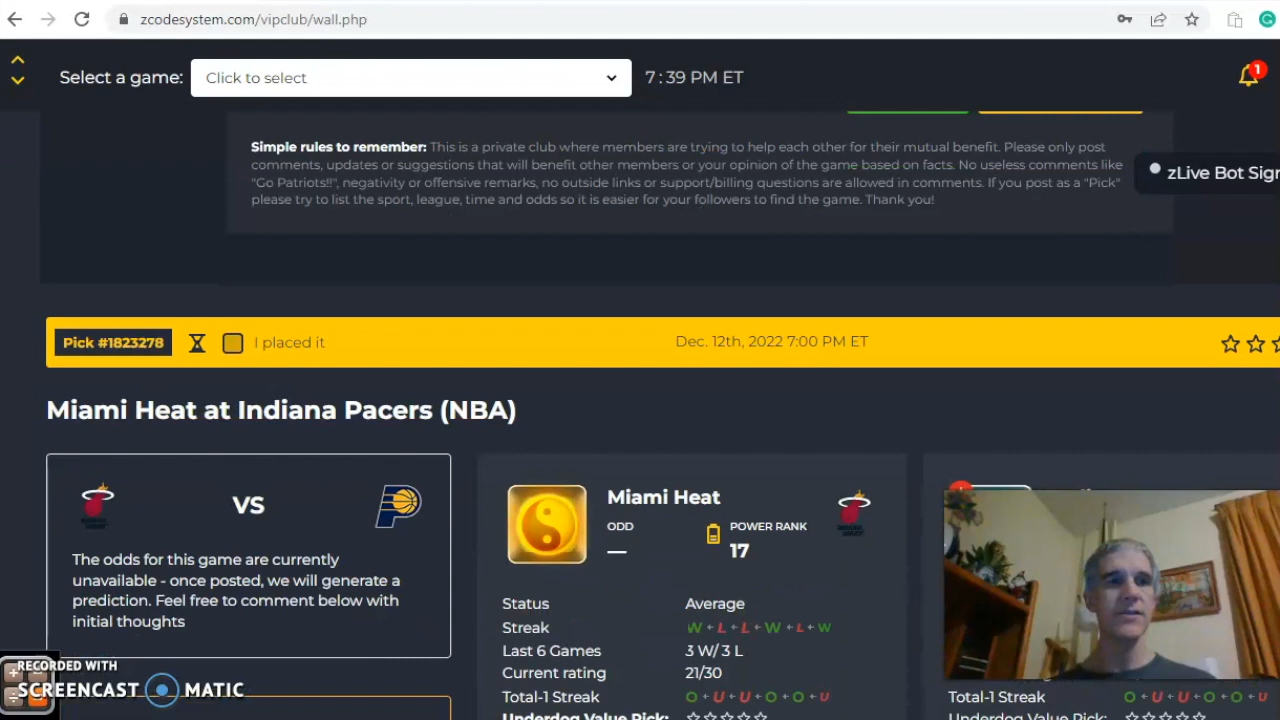 zcodesystem.com/vipclub/wall.php
Select a game:
Click to select
7:39 PM ET
1
Simple rules to remember: This is a private club where members are trying to help each other for their mutual benefit. Please only post
comments, updates or suggestions that will benefit other members or your opinion of the game based on facts. No useless comments like
"Go Patriots!!", negativity or offensive remarks, no outside links or support/billing questions are allowed in comments. If you post as a "Pick"
please try to list the sport, league, time and odds so it is easier for your followers to find the game. Thank you!
zLive Bot Sign
Pick #1823278
I placed it
Dec. 12th, 2022 7:00 PM ET
Miami Heat at Indiana Pacers (NBA)
VS
The odds for this game are currently
unavailable - once posted, we will generate a
prediction. Feel free to comment below with
initial thoughts
Miami Heat
ODD
—
POWER RANK
17
Status
Average
Streak
W ← L ← L ← W ← L ← W
Last 6 Games
3 W/ 3 L
Current rating
21/30
Total-1 Streak
O ← U ← U ← O ← O ← U
Underdog Value Pick:
Total-1 Streak
O ← U ← U ← O ← O ← U
RECORDED WITH
SCREENCAST MATIC